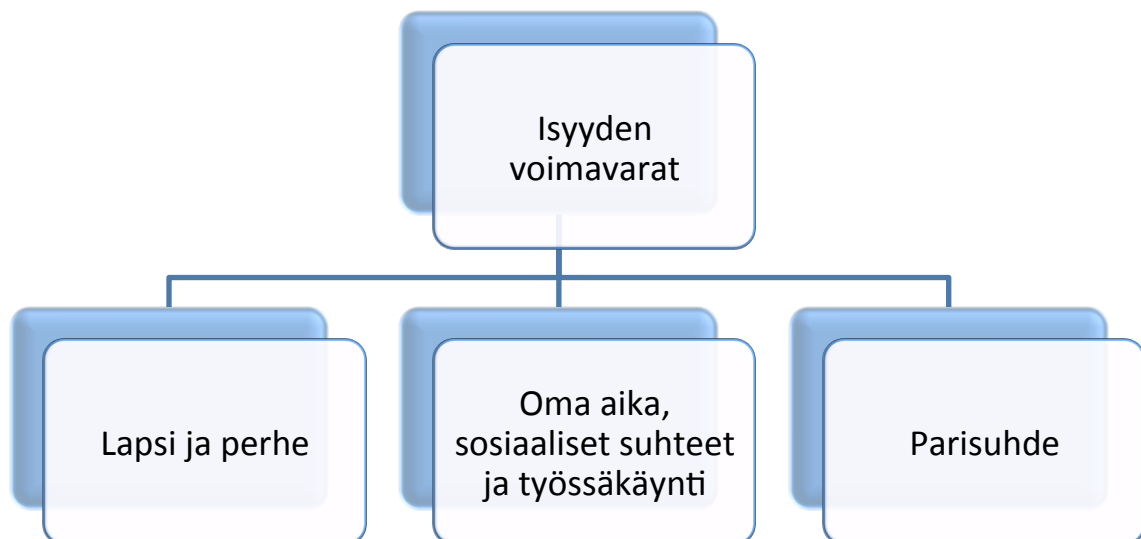 Isyyden
voimavarat
Lapsi ja perhe
Oma aika,
sosiaaliset suhteet
ja työssäkäynti
Parisuhde